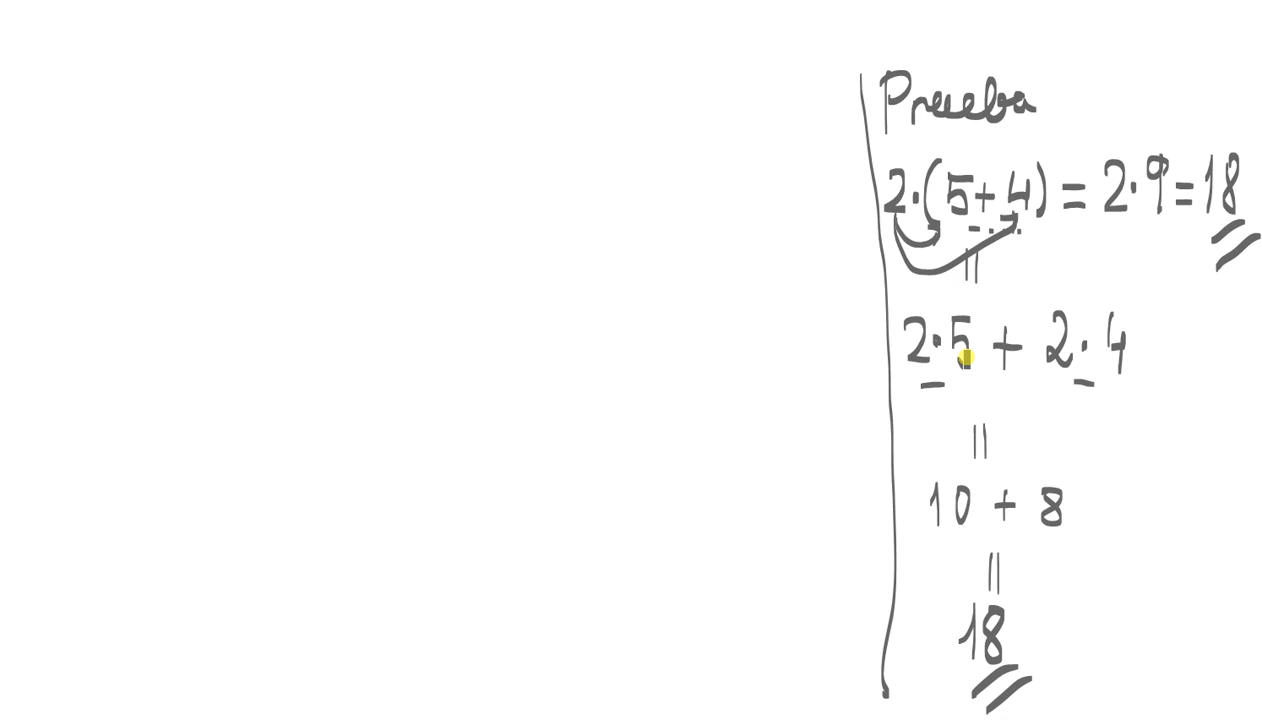 Prueba
2·(5+4) = 2·9 = 18
=
2·5 + 2·4
=
10 + 8
=
18